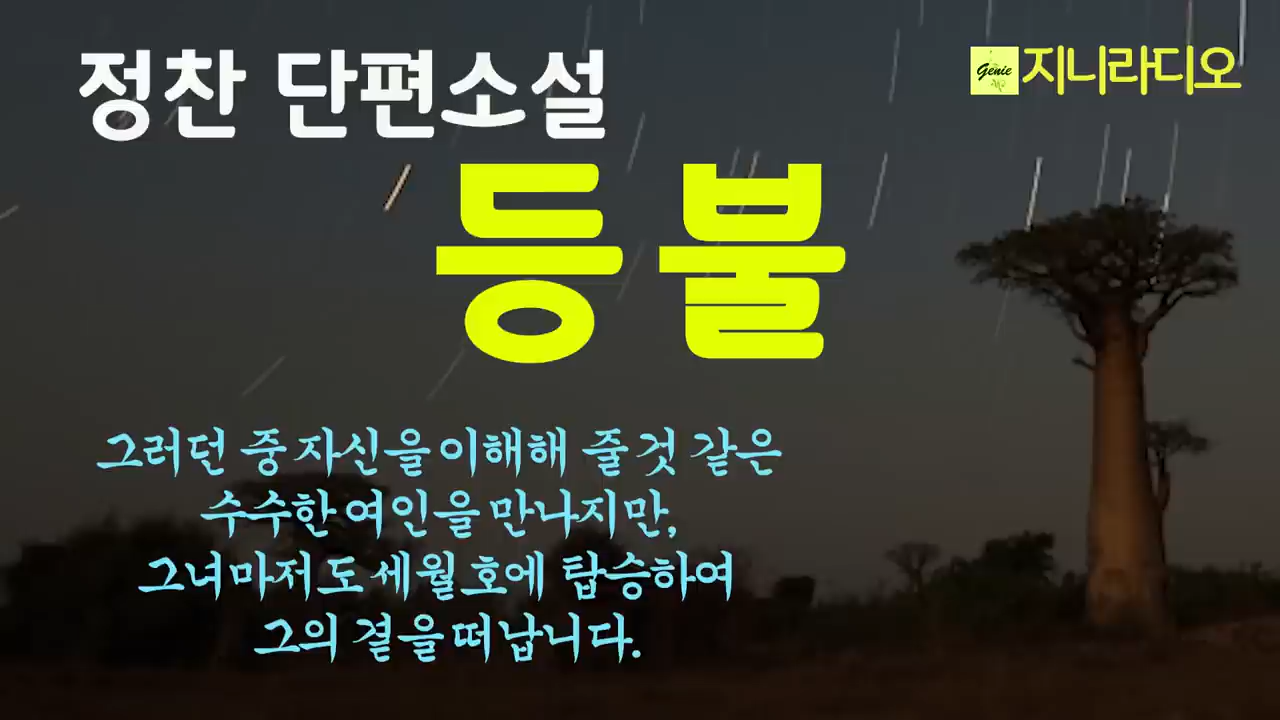 정찬 단편소설
Genie 지니라디오
등불
그러던 중 자신을 이해해 줄 것 같은
수수한 여인을 만나지만,
그녀마저도 세월호에 탑승하여
그의 곁을 떠납니다.